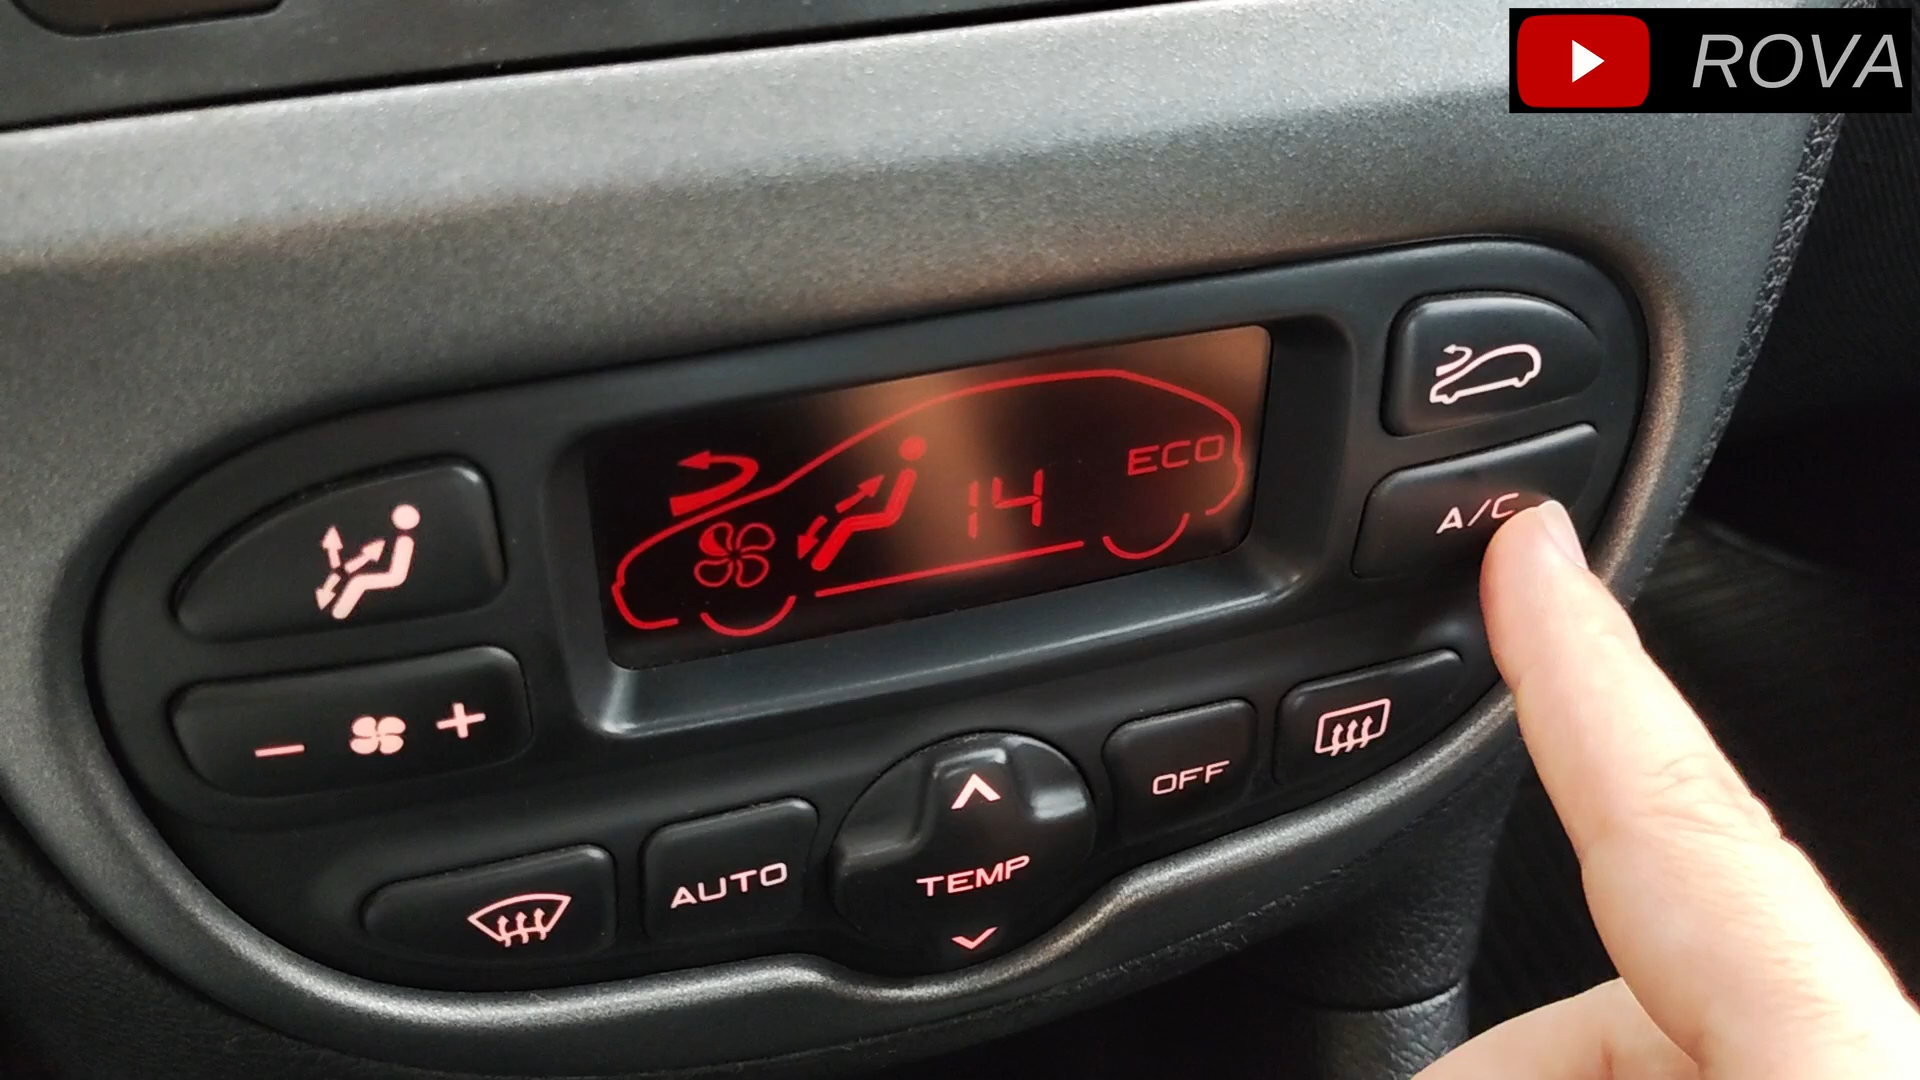 ROVA
ECO
14
A/C
- +
OFF
AUTO
TEMP